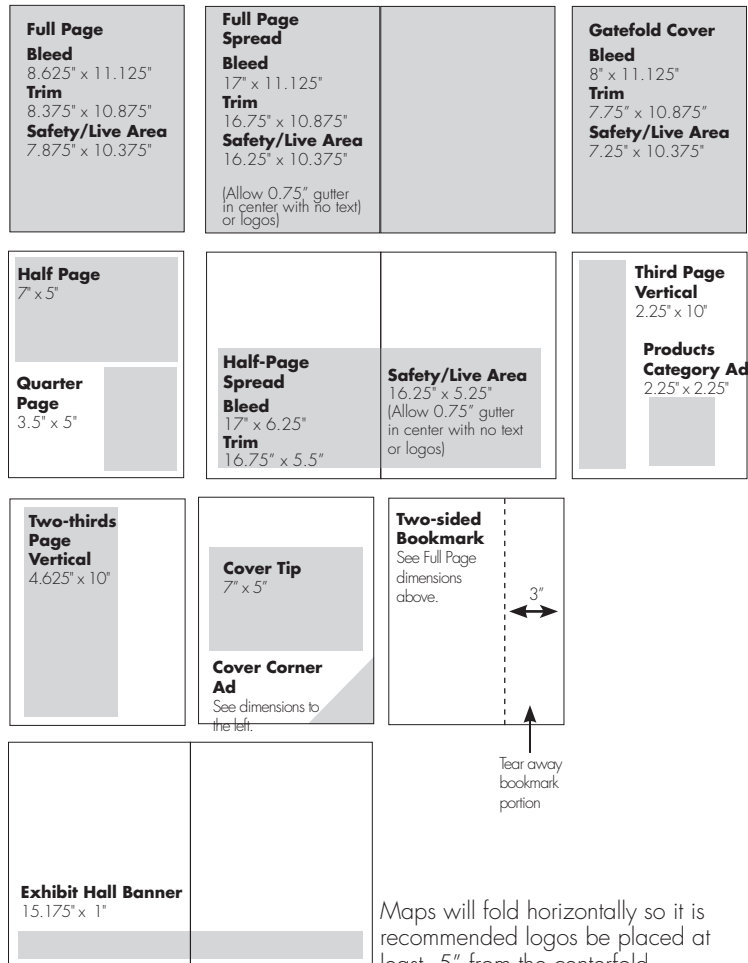 Full Page
Bleed
8.625" x 11.125"
Trim
8.375" x 10.875"
Safety/Live Area
7.875" x 10.375"
Full Page
Spread
Bleed
17" x 11.125"
Trim
16.75" x 10.875"
Safety/Live Area
16.25" x 10.375"
(Allow 0.75" gutter
in center with no text)
or logos)
Gatefold Cover
Bleed
8" x 11.125"
Trim
7.75" x 10.875"
Safety/Live Area
7.25" x 10.375"
Half Page
7" x 5"
Quarter
Page
3.5" x 5"
Half-Page
Spread
Bleed
17" x 6.25"
Trim
16.75" x 5.5"
Safety/Live Area
16.25" x 5.25"
(Allow 0.75" gutter
in center with no text
or logos)
Third Page
Vertical
2.25" x 10"
Products
Category Ad
2.25" x 2.25"
Two-thirds
Page
Vertical
4.625" x 10"
Cover Tip
7" x 5"
Cover Corner
Ad
See dimensions to
the left.
Two-sided
Bookmark
See Full Page
dimensions
above.
3"
Tear away
bookmark
portion
Exhibit Hall Banner
15.175" x 1"
Maps will fold horizontally so it is
recommended logos be placed at
least .5" from the centerfold